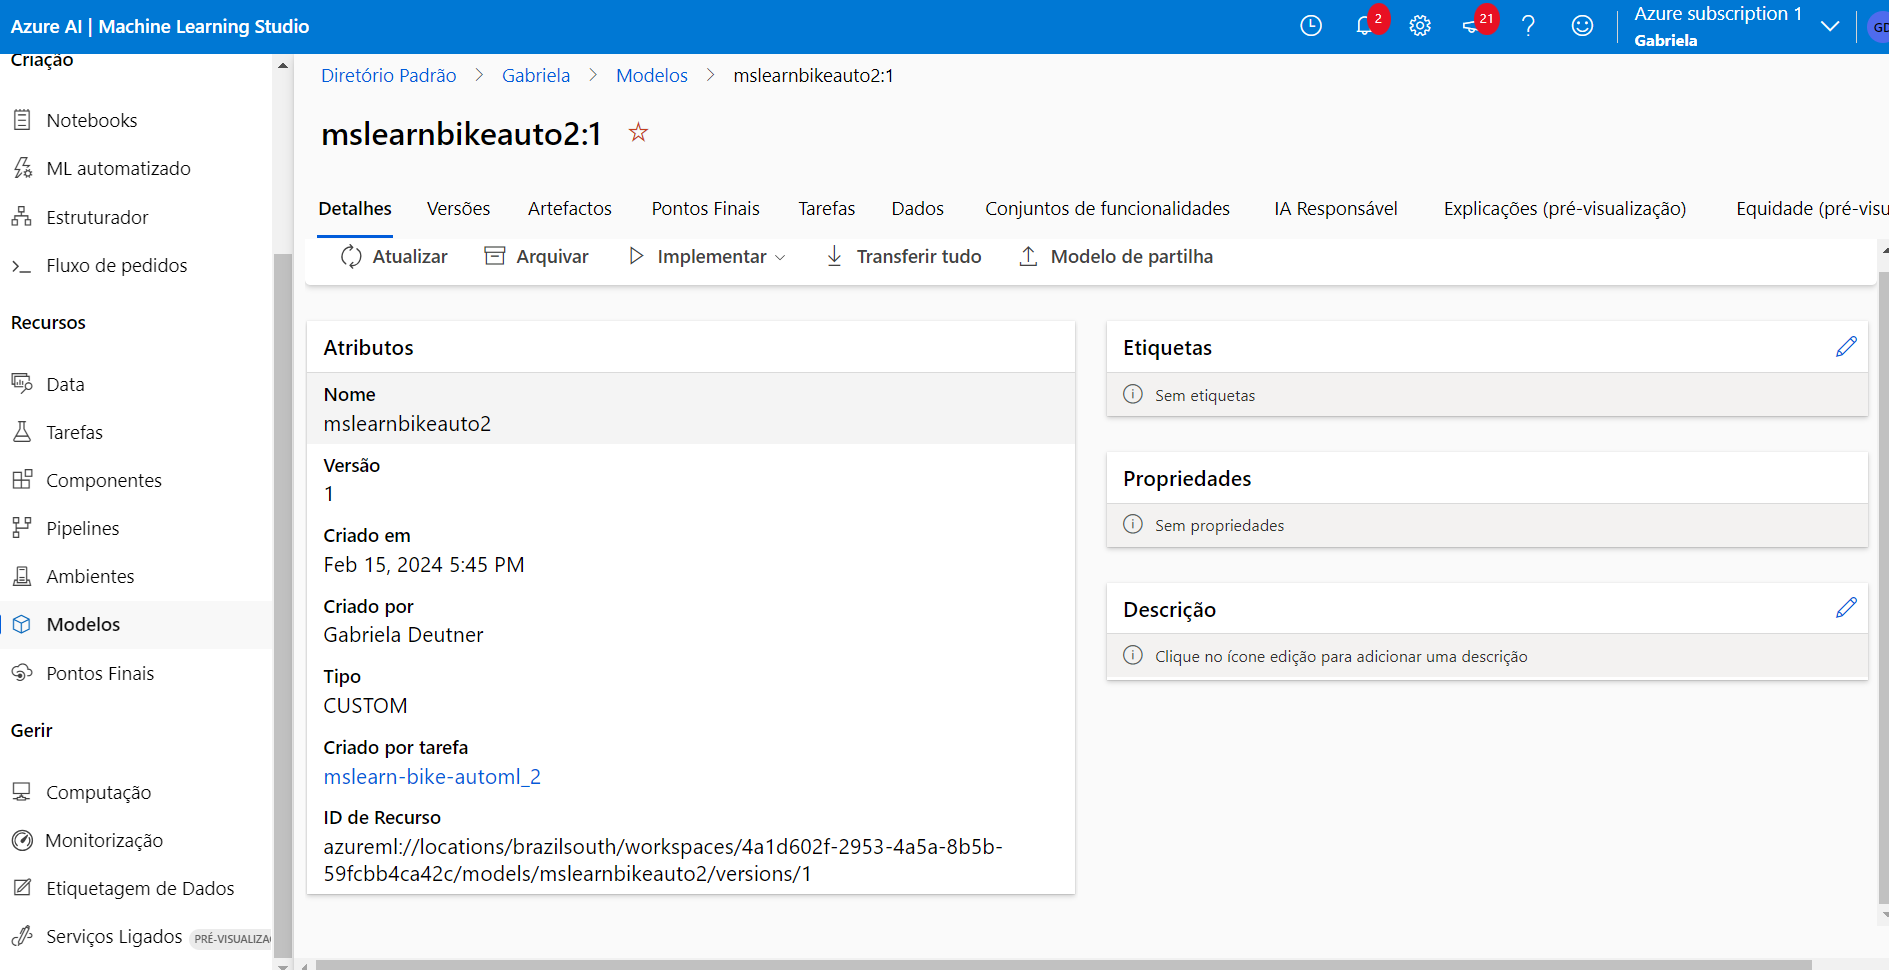 Azure AI | Machine Learning Studio
2
21
Azure subscription 1
Gabriela
GD
Criação
Notebooks
ML automatizado
Estruturador
Fluxo de pedidos
Recursos
Data
Tarefas
Componentes
Pipelines
Ambientes
Modelos
Pontos Finais
Gerir
Computação
Monitorização
Etiquetagem de Dados
Serviços Ligados PRÉ-VISUALIZAÇ
Diretório Padrão > Gabriela > Modelos > mslearnbikeauto2:1
mslearnbikeauto2:1
Detalhes Versões Artefactos Pontos Finais Tarefas Dados Conjuntos de funcionalidades IA Responsável Explicações (pré-visualização) Equidade (pré-visu
Atualizar Arquivar Implementar Transferir tudo Modelo de partilha
Atributos
Nome
mslearnbikeauto2
Versão
1
Criado em
Feb 15, 2024 5:45 PM
Criado por
Gabriela Deutner
Tipo
CUSTOM
Criado por tarefa
mslearn-bike-automl_2
ID de Recurso
azureml://locations/brazilsouth/workspaces/4a1d602f-2953-4a5a-8b5b-
59fcbb4ca42c/models/mslearnbikeauto2/versions/1
Etiquetas
Sem etiquetas
Propriedades
Sem propriedades
Descrição
Clique no ícone edição para adicionar uma descrição